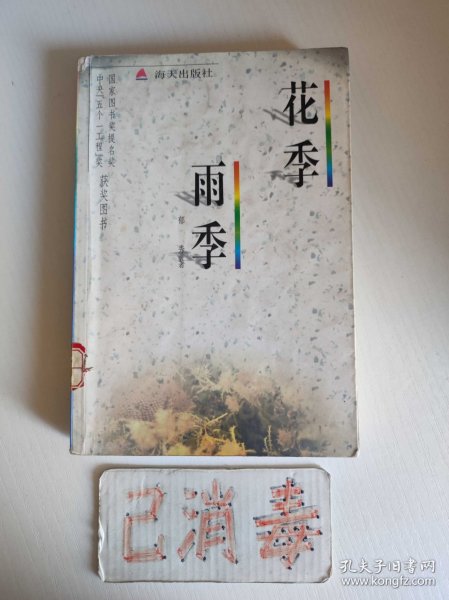 海天出版社
国家图书奖提名奖
中央“五个一工程”奖
获奖图书
花季
雨季
郁秀著
已消毒
孔夫子旧书网
www.kongfz.com